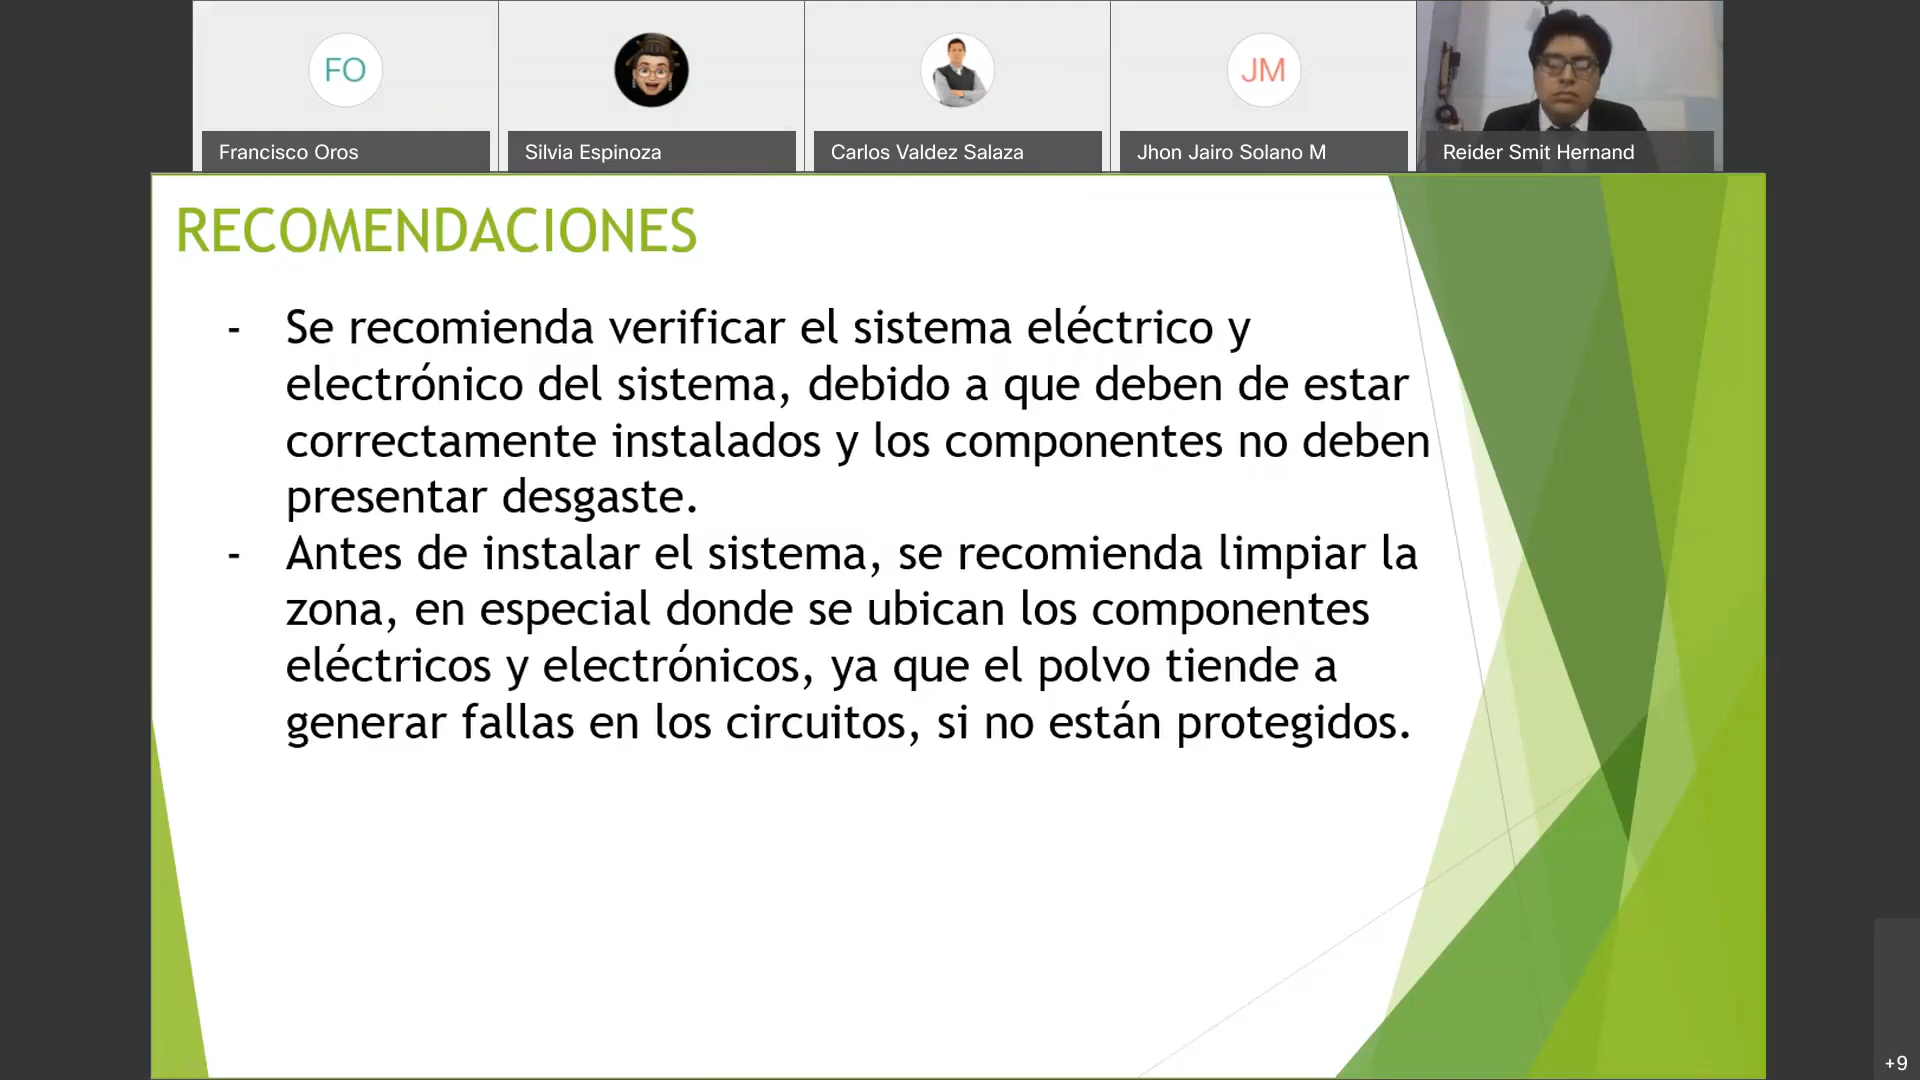 FO
JM
Francisco Oros
Silvia Espinoza
Carlos Valdez Salaza
Jhon Jairo Solano M
Reider Smit Hernand
RECOMENDACIONES
- Se recomienda verificar el sistema eléctrico y
electrónico del sistema, debido a que deben de estar
correctamente instalados y los componentes no deben
presentar desgaste.
- Antes de instalar el sistema, se recomienda limpiar la
zona, en especial donde se ubican los componentes
eléctricos y electrónicos, ya que el polvo tiende a
generar fallas en los circuitos, si no están protegidos.
+9